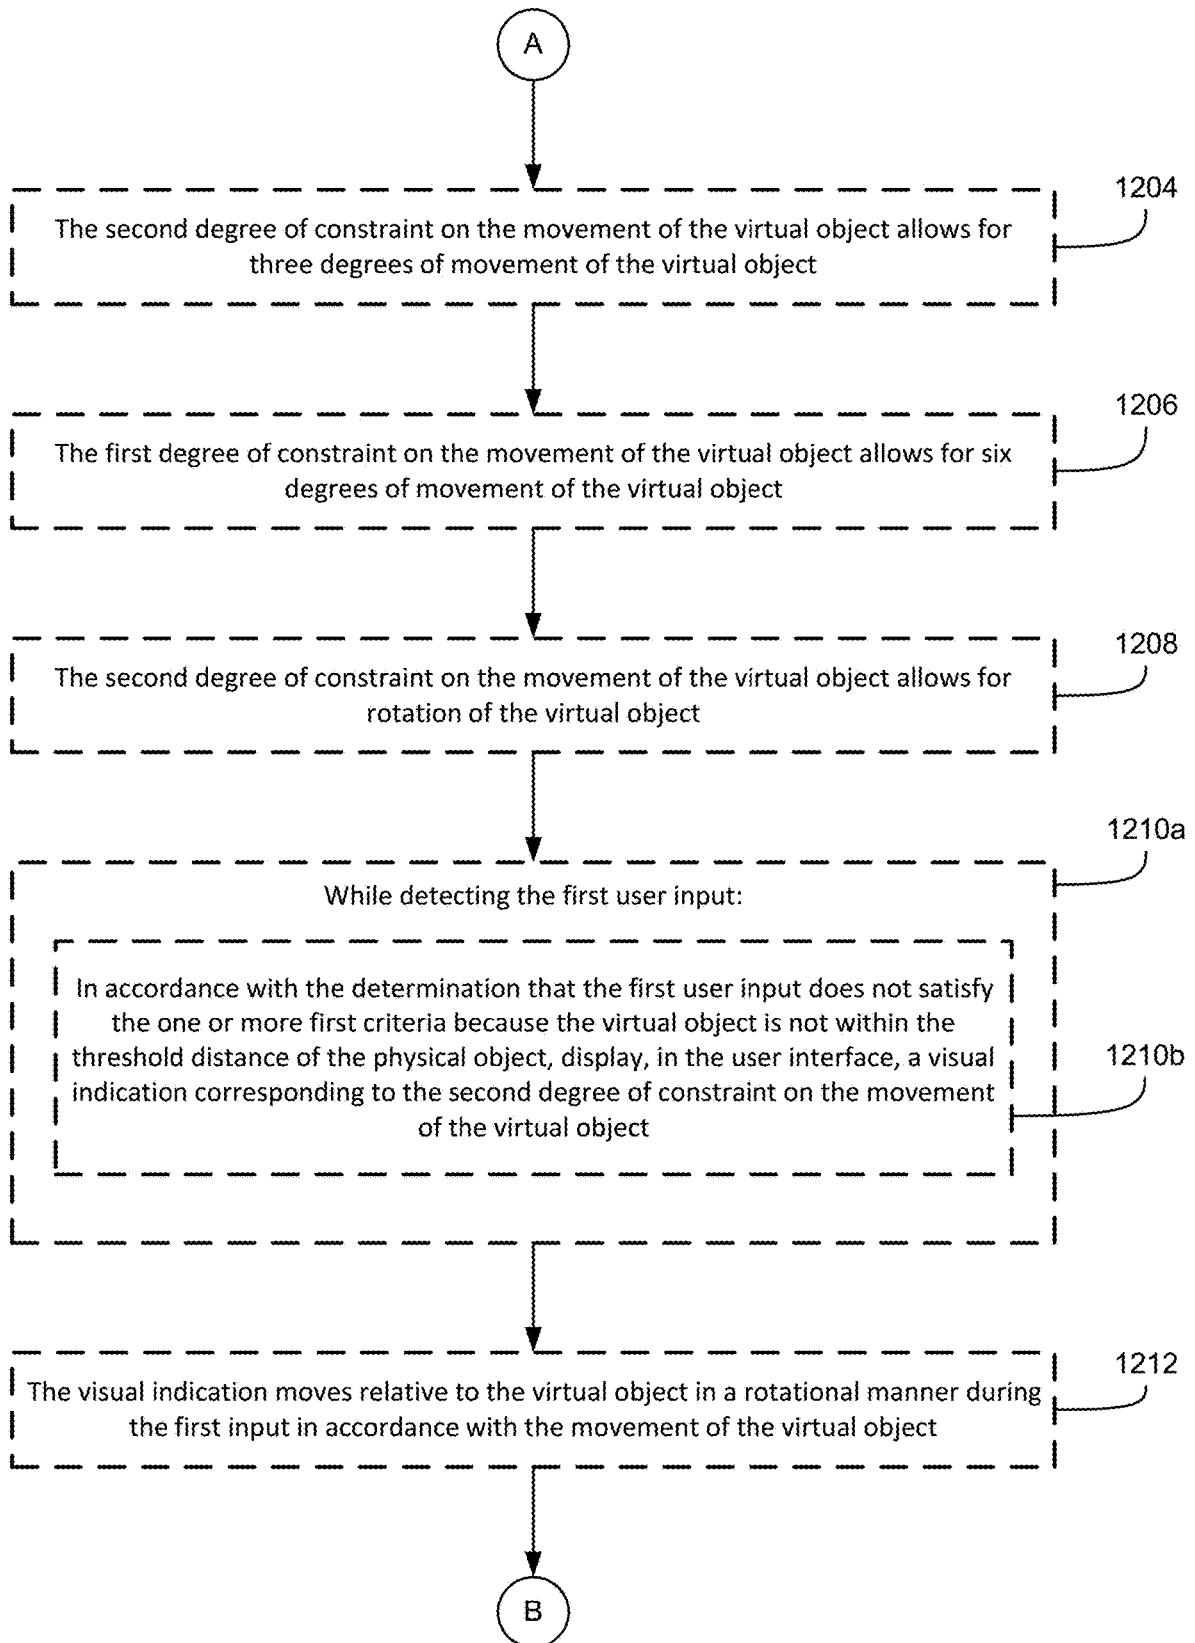 A
1204
The second degree of constraint on the movement of the virtual object allows for
three degrees of movement of the virtual object
1206
The first degree of constraint on the movement of the virtual object allows for six
degrees of movement of the virtual object
1208
The second degree of constraint on the movement of the virtual object allows for
rotation of the virtual object
1210a
While detecting the first user input:
In accordance with the determination that the first user input does not satisfy
the one or more first criteria because the virtual object is not within the
threshold distance of the physical object, display, in the user interface, a visual
indication corresponding to the second degree of constraint on the movement
of the virtual object
1210b
1212
The visual indication moves relative to the virtual object in a rotational manner during
the first input in accordance with the movement of the virtual object
B